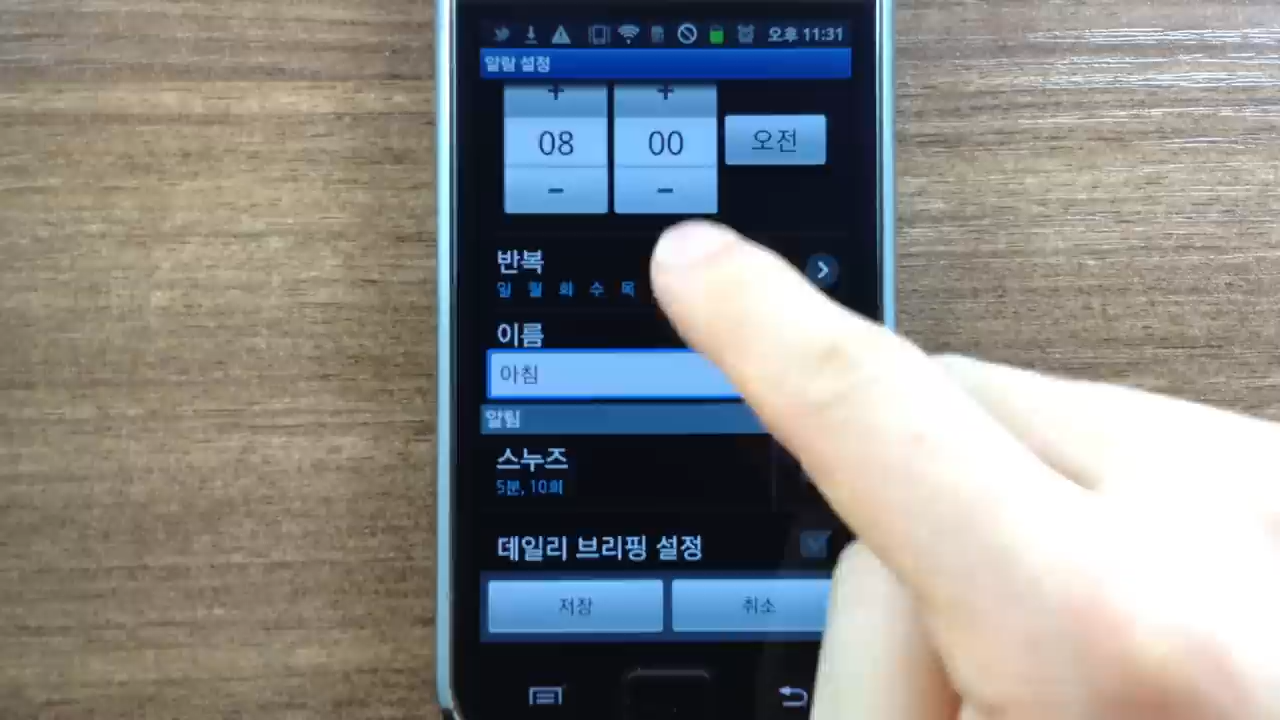 오후 11:31
알람 설정
+ +
08 00 오전
- -
반복
일 월 화 수 목
이름
아침
알림
스누즈
5분, 10회
데일리 브리핑 설정
저장 취소